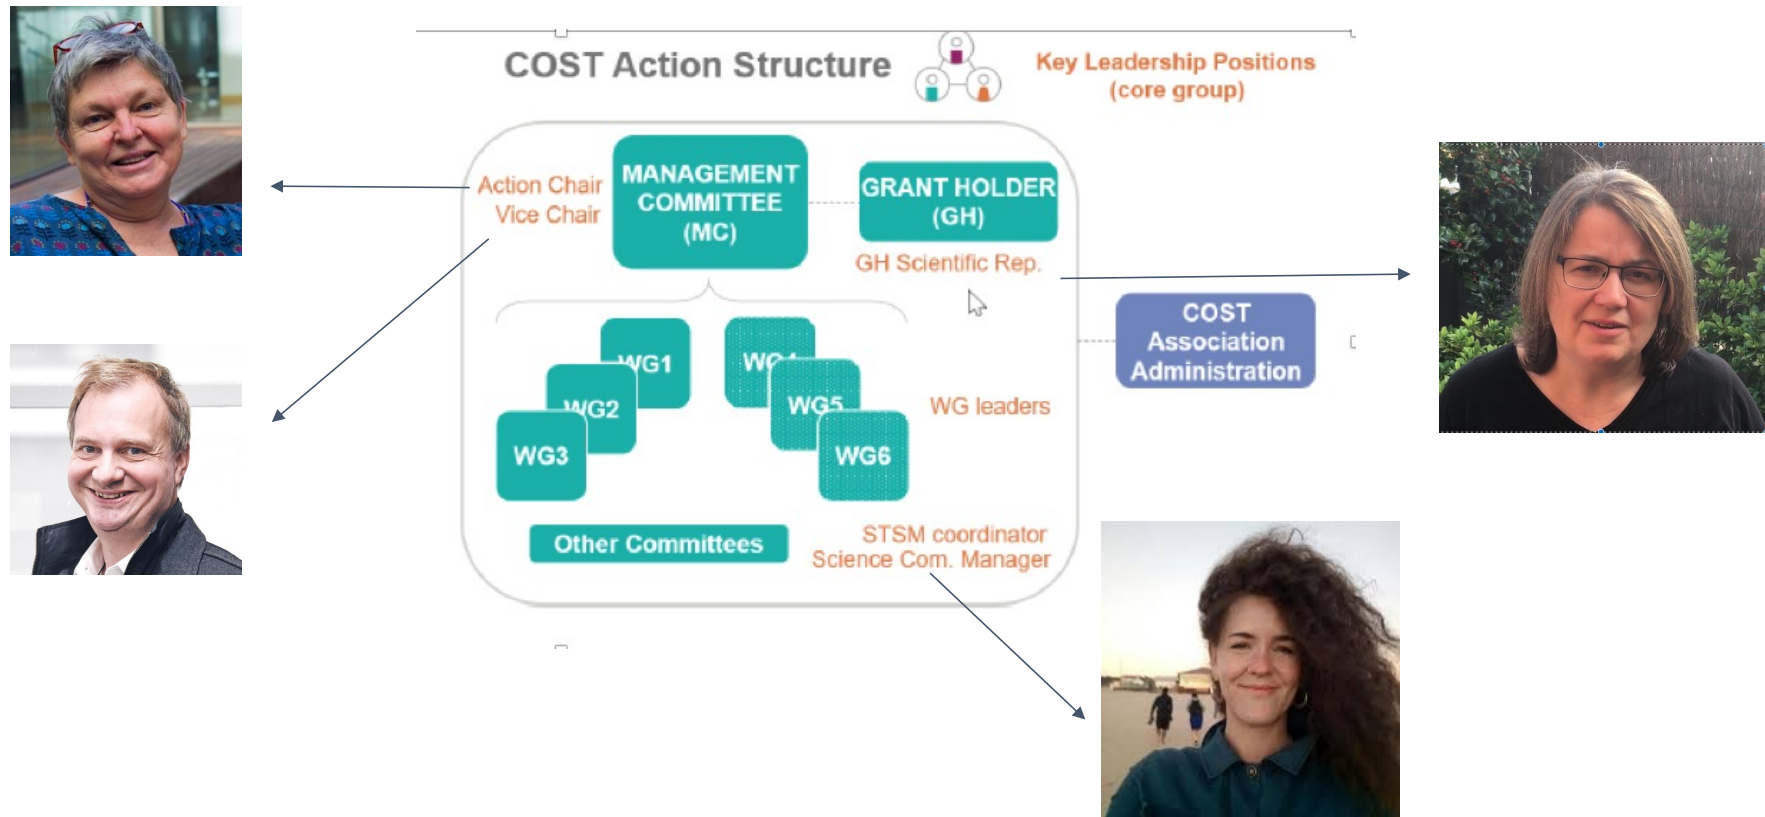 COST Action Structure
Key Leadership Positions
(core group)
Action Chair
Vice Chair
MANAGEMENT
COMMITTEE
(MC)
GRANT HOLDER
(GH)
GH Scientific Rep.
COST
Association
Administration
WG1
WG2
WG3
WG4
WG5
WG6
WG leaders
Other Committees
STSM coordinator
Science Com. Manager